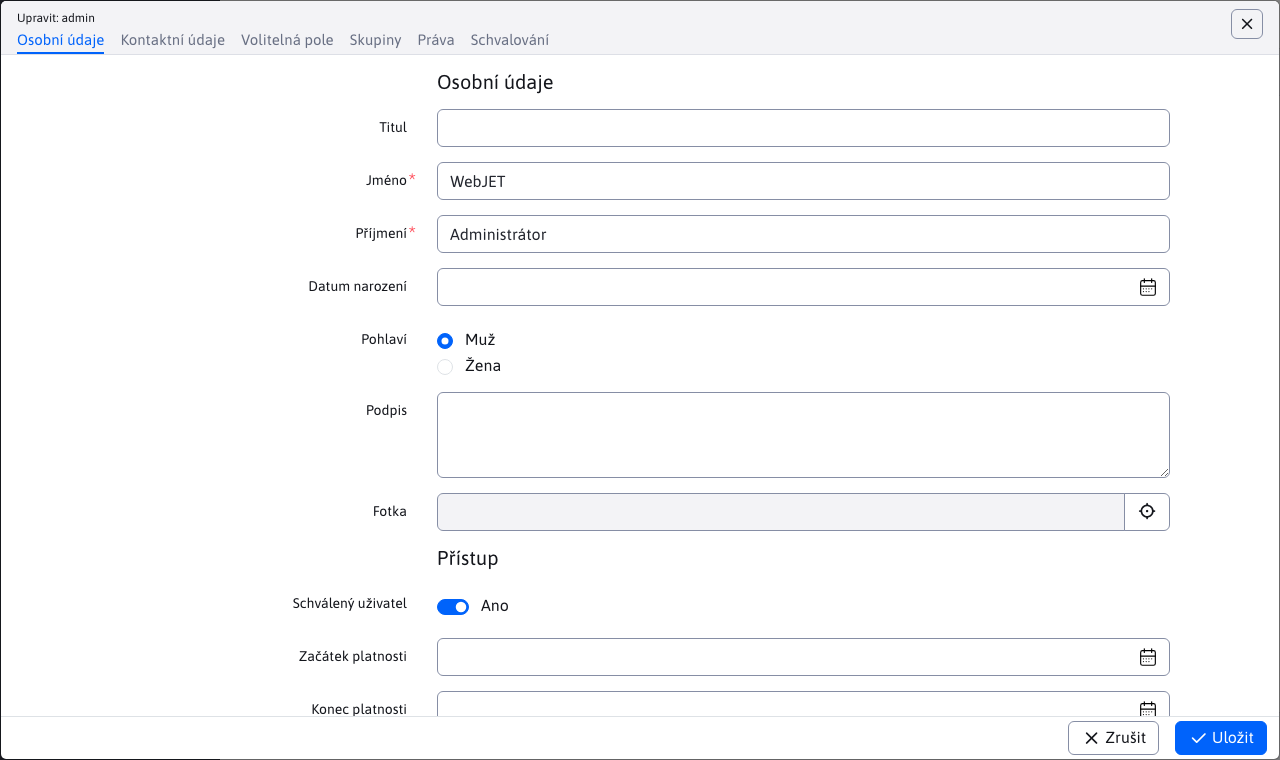 Upravit: admin
Osobní údaje Kontaktní údaje Volitelná pole Skupiny Práva Schvalování
Osobní údaje
Titul
Jméno* WebJET
Příjmení* Administrátor
Datum narození
Pohlaví Muž
Žena
Podpis
Fotka
Přístup
Schválený uživatel Ano
Začátek platnosti
Konec platnosti
Zrušit Uložit